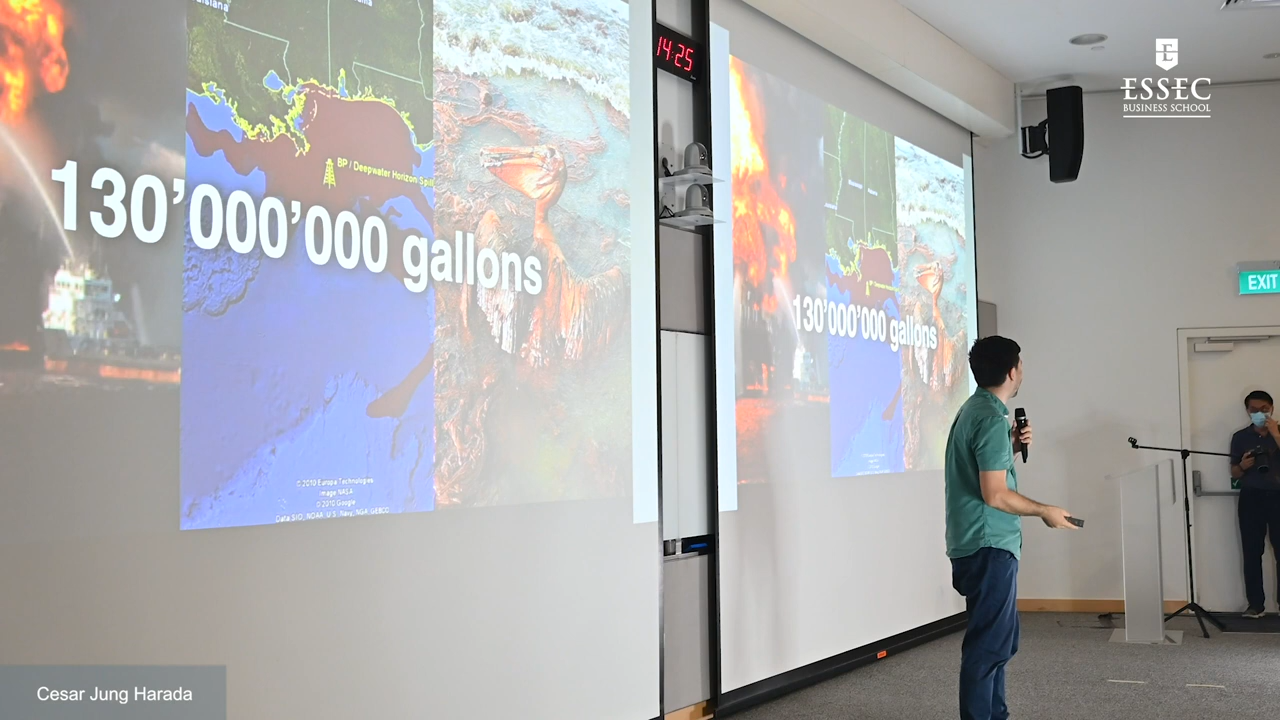 BP / Deepwater Horizon Spill
130’000’000 gallons
© 2010 Europa Technologies
Image NASA
© 2010 Google
Data SIO, NOAA, U.S. Navy, NGA, GEBCO
14:25
130’000’000 gallons
ESSEC
BUSINESS SCHOOL
EXIT
Cesar Jung Harada